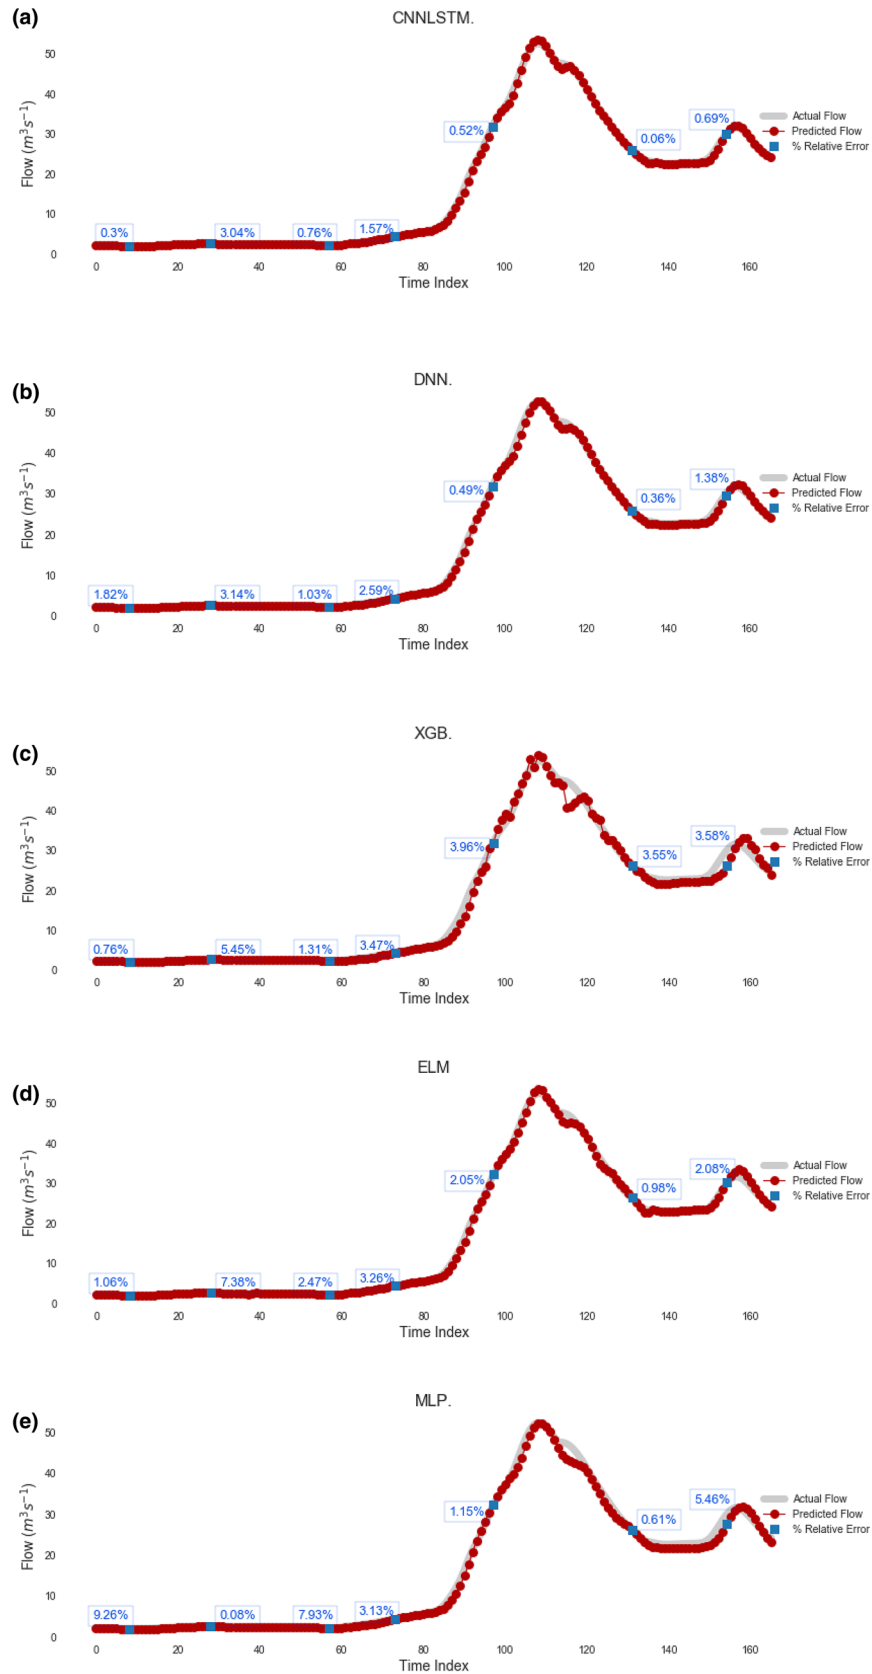 (a)
CNNLSTM.
Flow (m³s⁻¹)
50
40
30
20
10
0
0.52%
0.06%
0.69%
0.3%
3.04%
0.76%
1.57%
Actual Flow
Predicted Flow
% Relative Error
0 20 40 60 80 100 120 140 160
Time Index
(b)
DNN.
Flow (m³s⁻¹)
50
40
30
20
10
0
0.49%
0.36%
1.38%
1.82%
3.14%
1.03%
2.59%
Actual Flow
Predicted Flow
% Relative Error
0 20 40 60 80 100 120 140 160
Time Index
(c)
XGB.
Flow (m³s⁻¹)
50
40
30
20
10
0
3.96%
3.55%
3.58%
0.76%
5.45%
1.31%
3.47%
Actual Flow
Predicted Flow
% Relative Error
0 20 40 60 80 100 120 140 160
Time Index
(d)
ELM
Flow (m³s⁻¹)
50
40
30
20
10
0
2.05%
0.98%
2.08%
1.06%
7.38%
2.47%
3.26%
Actual Flow
Predicted Flow
% Relative Error
0 20 40 60 80 100 120 140 160
Time Index
(e)
MLP.
Flow (m³s⁻¹)
50
40
30
20
10
0
1.15%
0.61%
5.46%
9.26%
0.08%
7.93%
3.13%
Actual Flow
Predicted Flow
% Relative Error
0 20 40 60 80 100 120 140 160
Time Index